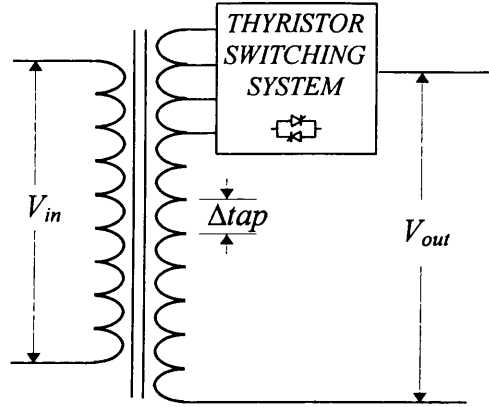 THYRISTOR
SWITCHING
SYSTEM
V_in
Δtap
V_out